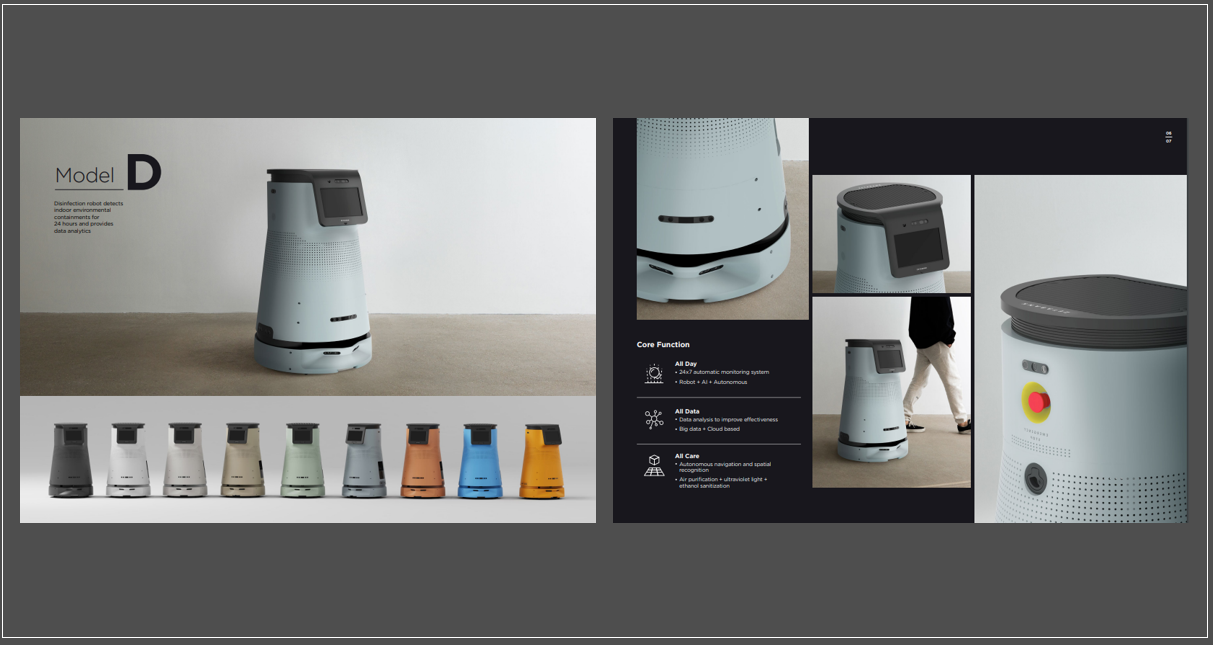 Model D
Disinfection robot detects
indoor environmental
containments for
24 hours and provides
data analytics
06
07
Core Function
All Day
• 24x7 automatic monitoring system
• Robot + AI + Autonomous
All Data
• Data analysis to improve effectiveness
• Big data + Cloud based
All Care
• Autonomous navigation and spatial
recognition
• Air purification + ultraviolet light +
ethanol sanitization